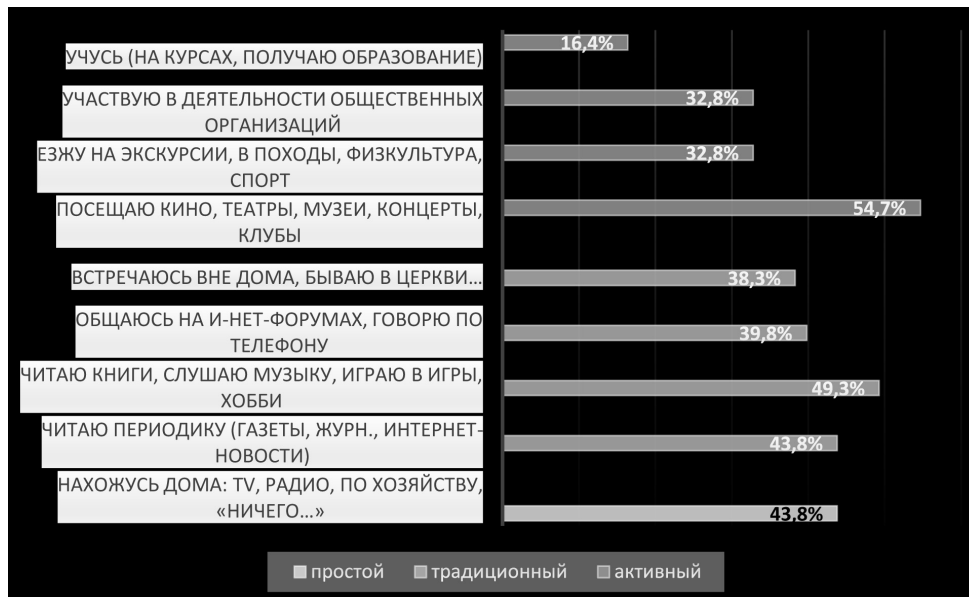 УЧУСЬ (НА КУРСАХ, ПОЛУЧАЮ ОБРАЗОВАНИЕ)
16,4%
УЧАСТВУЮ В ДЕЯТЕЛЬНОСТИ ОБЩЕСТВЕННЫХ
ОРГАНИЗАЦИЙ
32,8%
ЕЗЖУ НА ЭКСКУРСИИ, В ПОХОДЫ, ФИЗКУЛЬТУРА,
СПОРТ
32,8%
ПОСЕЩАЮ КИНО, ТЕАТРЫ, МУЗЕИ, КОНЦЕРТЫ,
КЛУБЫ
54,7%
ВСТРЕЧАЮСЬ ВНЕ ДОМА, БЫВАЮ В ЦЕРКВИ…
38,3%
ОБЩАЮСЬ НА И-НЕТ-ФОРУМАХ, ГОВОРЮ ПО
ТЕЛЕФОНУ
39,8%
ЧИТАЮ КНИГИ, СЛУШАЮ МУЗЫКУ, ИГРАЮ В ИГРЫ,
ХОББИ
49,3%
ЧИТАЮ ПЕРИОДИКУ (ГАЗЕТЫ, ЖУРН., ИНТЕРНЕТ-
НОВОСТИ)
43,8%
НАХОЖУСЬ ДОМА: TV, РАДИО, ПО ХОЗЯЙСТВУ,
«НИЧЕГО…»
43,8%
простой традиционный активный